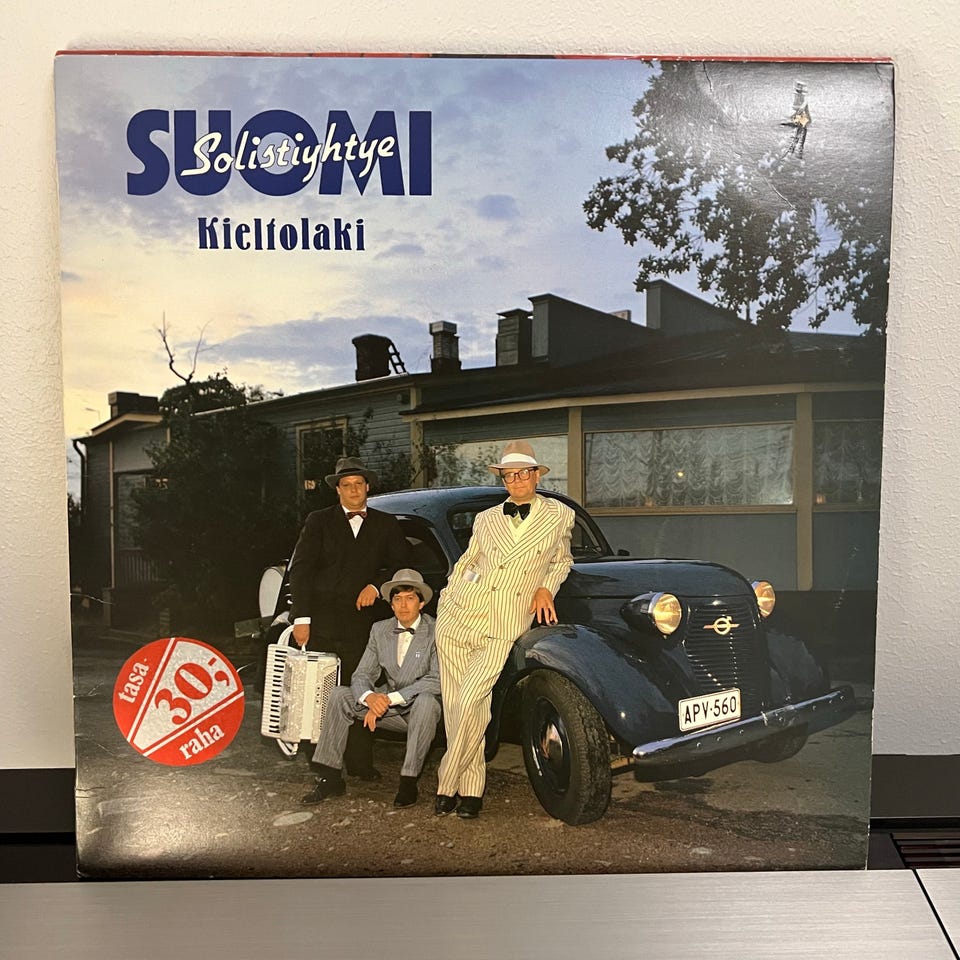 SUOMI
Solistiyhtye
Kieltolaki
tasa-
30,-
raha
APV-560